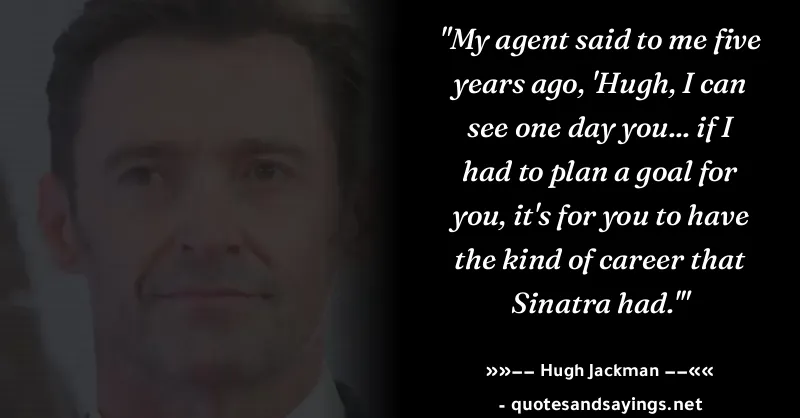 "My agent said to me five
years ago, 'Hugh, I can
see one day you... if I
had to plan a goal for
you, it's for you to have
the kind of career that
Sinatra had.'"
»»—— Hugh Jackman ——««
- quotesandsayings.net